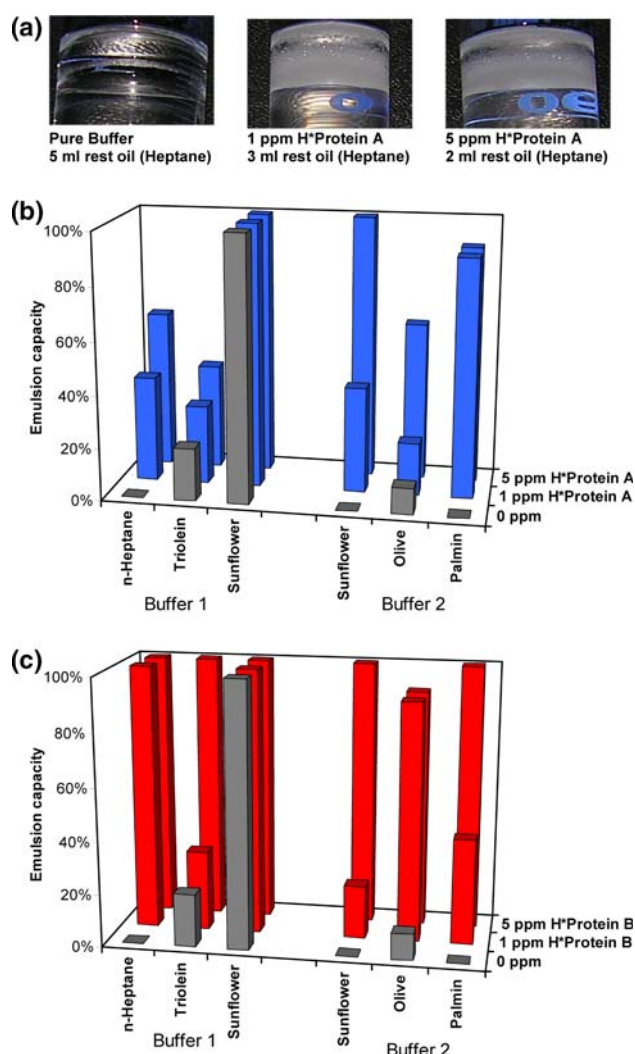 (a)
Pure Buffer
5 ml rest oil (Heptane)
1 ppm H*Protein A
3 ml rest oil (Heptane)
5 ppm H*Protein A
2 ml rest oil (Heptane)
(b)
Emulsion capacity
100%
80%
60%
40%
20%
0%
n-Heptane
Triolein
Sunflower
Sunflower
Olive
Palmin
Buffer 1
Buffer 2
5 ppm H*Protein A
1 ppm H*Protein A
0 ppm
(c)
Emulsion capacity
100%
80%
60%
40%
20%
0%
n-Heptane
Triolein
Sunflower
Sunflower
Olive
Palmin
Buffer 1
Buffer 2
5 ppm H*Protein B
1 ppm H*Protein B
0 ppm